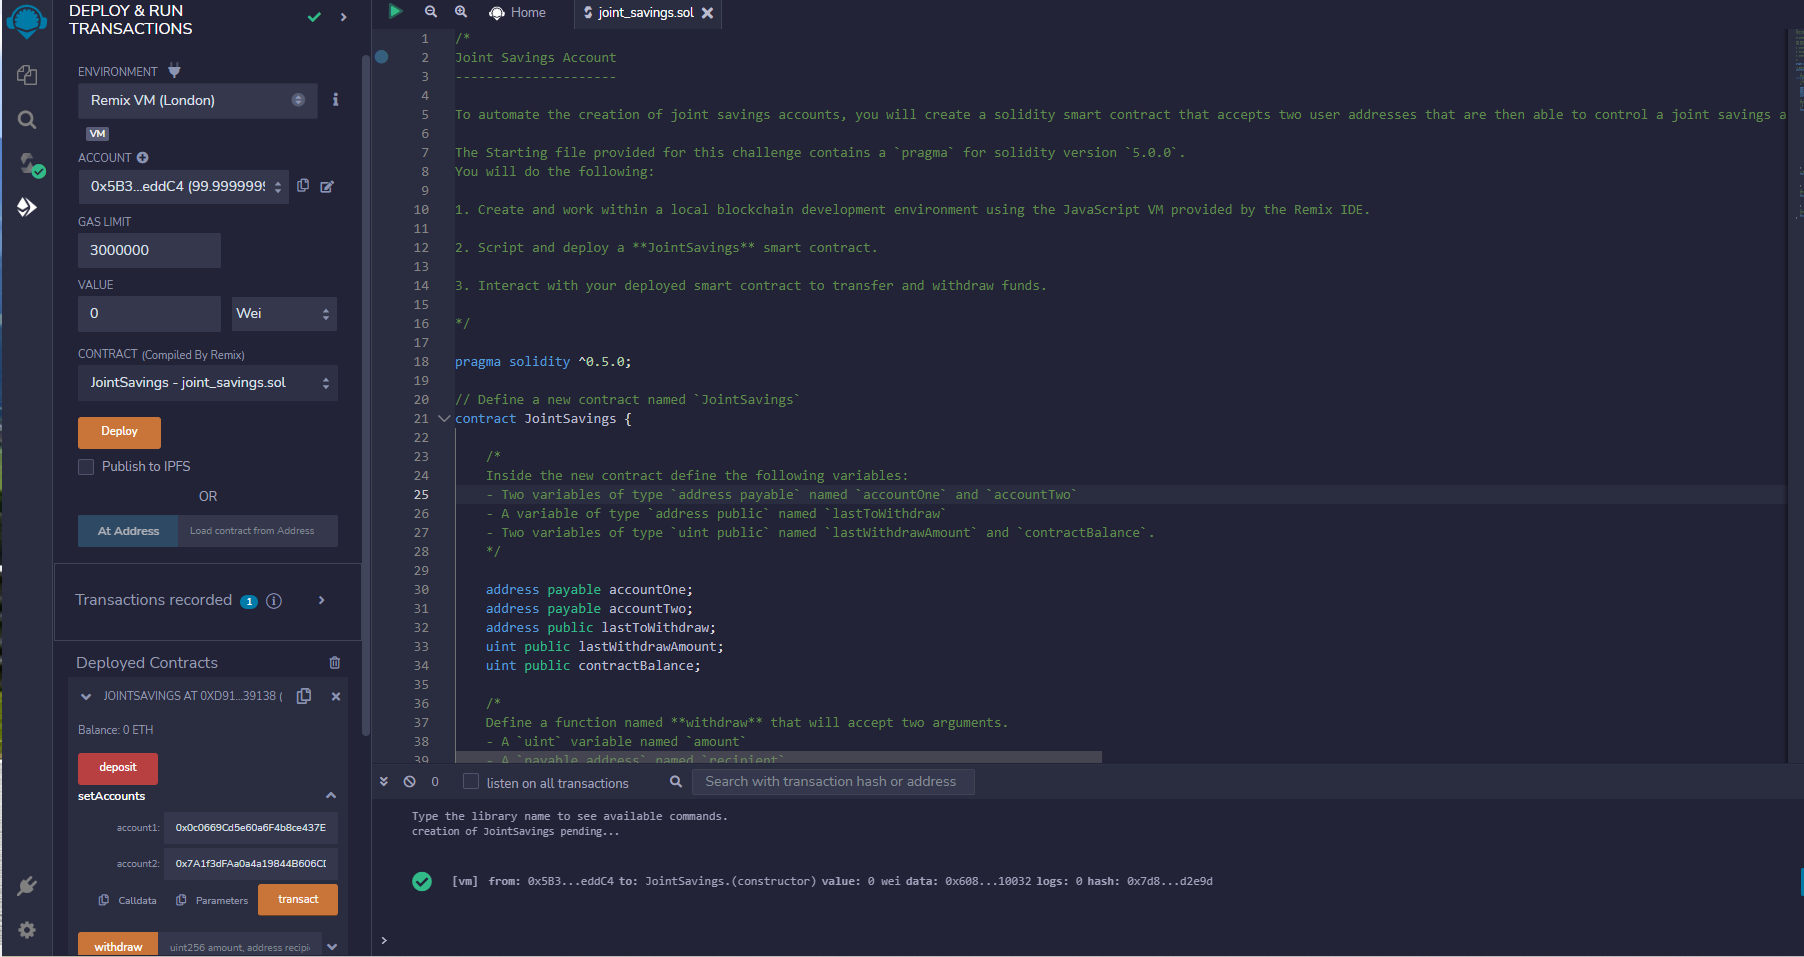 DEPLOY & RUN
TRANSACTIONS
ENVIRONMENT
Remix VM (London)
VM
ACCOUNT
0x5B3...eddC4 (99.9999999
GAS LIMIT
3000000
VALUE
0
Wei
CONTRACT (Compiled By Remix)
JointSavings - joint_savings.sol
Deploy
Publish to IPFS
OR
At Address
Load contract from Address
Transactions recorded 1
Deployed Contracts
JOINTSAVINGS AT 0XD91...39138 (
Balance: 0 ETH
deposit
setAccounts
account1: 0x0c0669Cd5e60a6F4b8ce437E
account2: 0x7A1f3dFAa0a4a19844B606CD
Calldata
Parameters
transact
withdraw
uint256 amount, address recipi
Home
joint_savings.sol
1 /*
2 Joint Savings Account
3 ---------------------
4
5 To automate the creation of joint savings accounts, you will create a solidity smart contract that accepts two user addresses that are then able to control a joint savings a
6
7 The Starting file provided for this challenge contains a `pragma` for solidity version `5.0.0`.
8 You will do the following:
9
10 1. Create and work within a local blockchain development environment using the JavaScript VM provided by the Remix IDE.
11
12 2. Script and deploy a **JointSavings** smart contract.
13
14 3. Interact with your deployed smart contract to transfer and withdraw funds.
15
16 */
17
18 pragma solidity ^0.5.0;
19
20 // Define a new contract named `JointSavings`
21 contract JointSavings {
22
23 /*
24 Inside the new contract define the following variables:
25 - Two variables of type `address payable` named `accountOne` and `accountTwo`
26 - A variable of type `address public` named `lastToWithdraw`
27 - Two variables of type `uint public` named `lastWithdrawAmount` and `contractBalance`.
28 */
29
30 address payable accountOne;
31 address payable accountTwo;
32 address public lastToWithdraw;
33 uint public lastWithdrawAmount;
34 uint public contractBalance;
35
36 /*
37 Define a function named **withdraw** that will accept two arguments.
38 - A `uint` variable named `amount`
39 - A `payable address` named `recipient`
0
listen on all transactions
Search with transaction hash or address
Type the library name to see available commands.
creation of JointSavings pending...
[vm] from: 0x5B3...eddC4 to: JointSavings.(constructor) value: 0 wei data: 0x608...10032 logs: 0 hash: 0x7d8...d2e9d
>